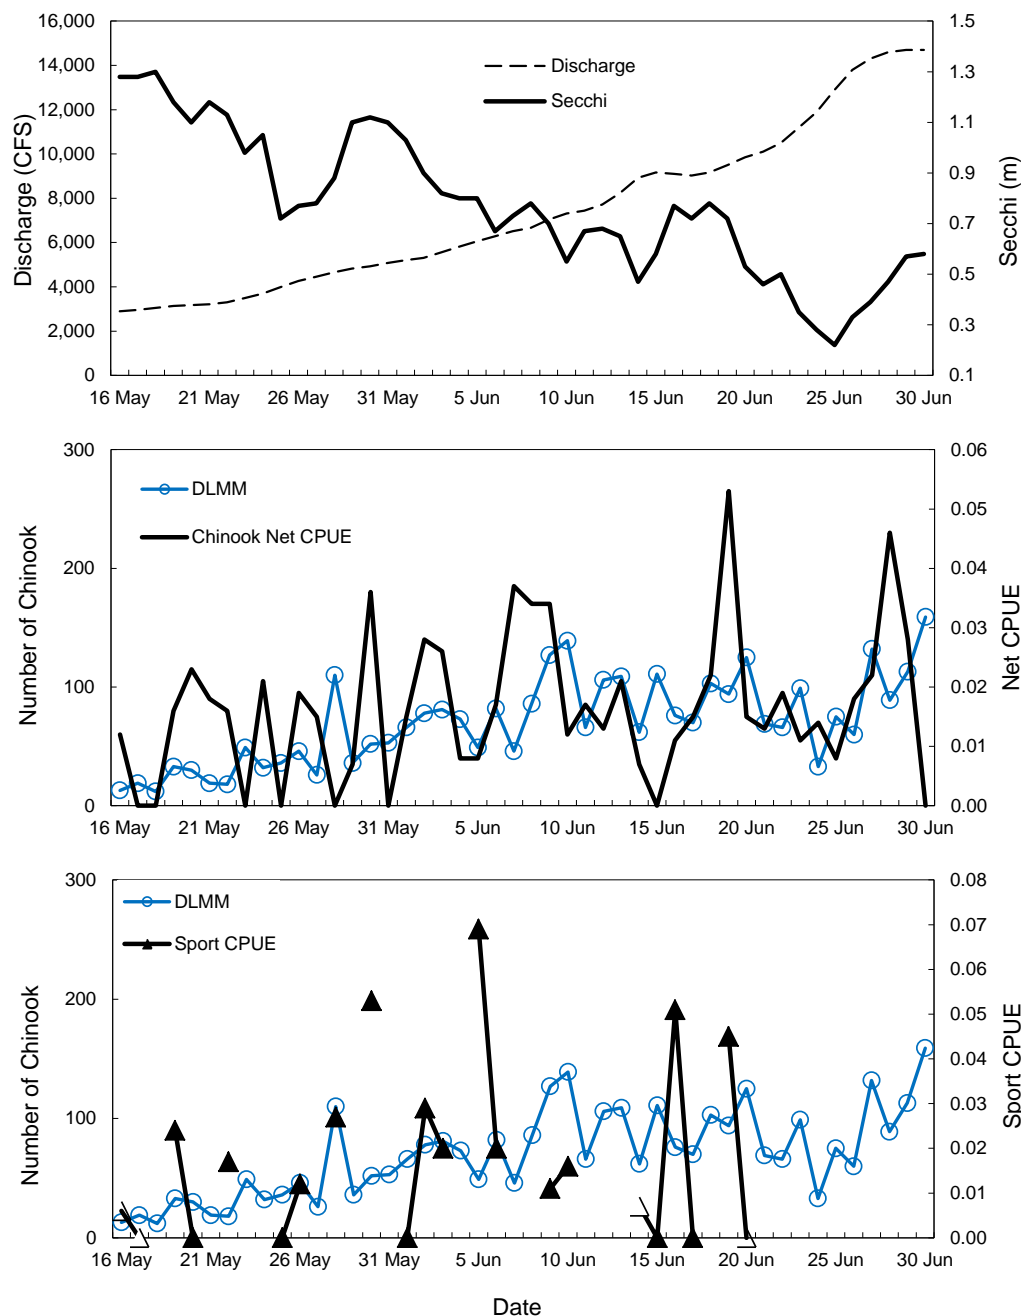 16,000
14,000
12,000
10,000
8,000
6,000
4,000
2,000
0
Discharge (CFS)
Discharge
Secchi
1.5
1.3
1.1
0.9
0.7
0.5
0.3
0.1
Secchi (m)
16 May 21 May 26 May 31 May 5 Jun 10 Jun 15 Jun 20 Jun 25 Jun 30 Jun
300
200
100
0
Number of Chinook
DLMM
Chinook Net CPUE
0.06
0.05
0.04
0.03
0.02
0.01
0.00
Net CPUE
16 May 21 May 26 May 31 May 5 Jun 10 Jun 15 Jun 20 Jun 25 Jun 30 Jun
300
200
100
0
Number of Chinook
DLMM
Sport CPUE
0.08
0.07
0.06
0.05
0.04
0.03
0.02
0.01
0.00
Sport CPUE
16 May 21 May 26 May 31 May 5 Jun 10 Jun 15 Jun 20 Jun 25 Jun 30 Jun
Date